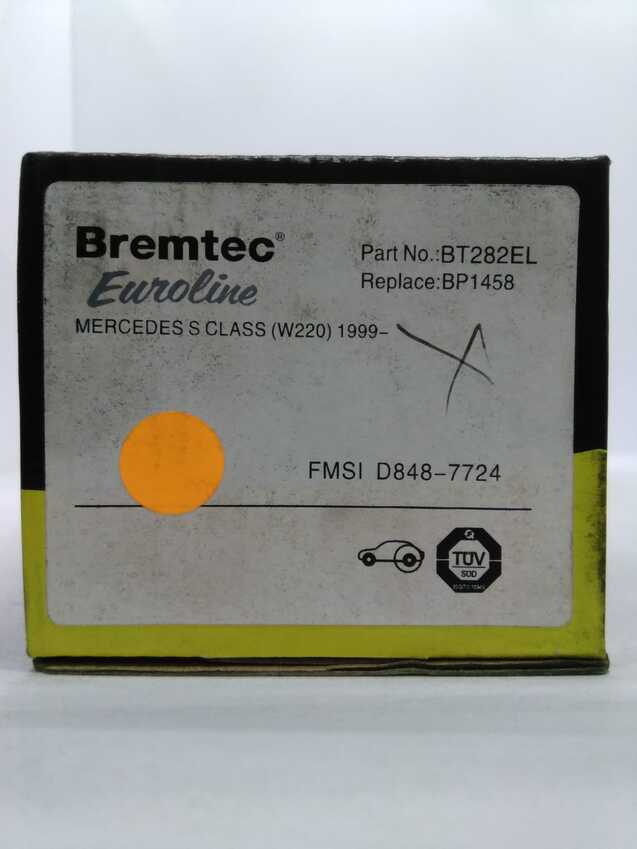 Bremtec®
Euroline
Part No.:BT282EL
Replace:BP1458
MERCEDES S CLASS (W220) 1999-
FMSI D848-7724
TÜV
SÜD